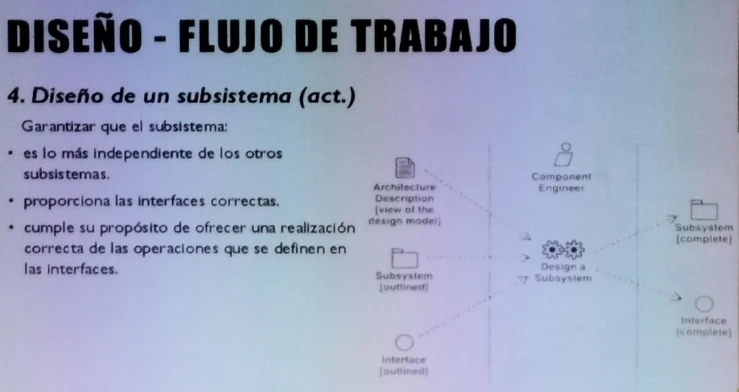 DISEÑO - FLUJO DE TRABAJO
4. Diseño de un subsistema (act.)
Garantizar que el subsistema:
• es lo más independiente de los otros
subsistemas.
• proporciona las interfaces correctas.
• cumple su propósito de ofrecer una realización
correcta de las operaciones que se definen en
las interfaces.
Architecture
Description
[view of the
design model]
Subsystem
[outlined]
Interface
[outlined]
Component
Engineer
Design a
Subsystem
Subsystem
[complete]
Interface
[complete]